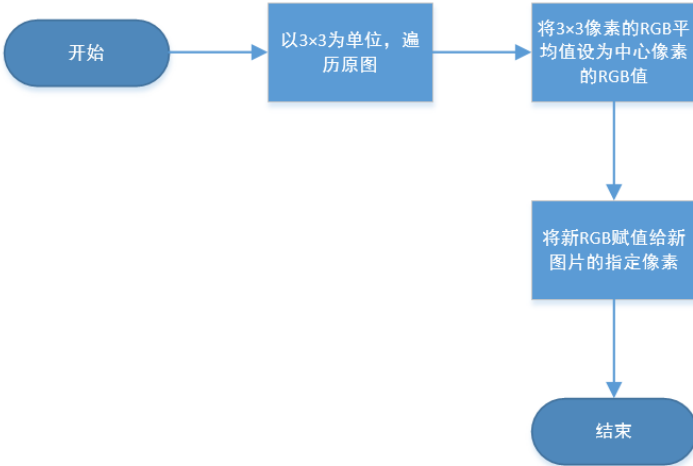 开始
以3×3为单位，遍
历原图
将3×3像素的RGB平
均值设为中心像素
的RGB值
将新RGB赋值给新
图片的指定像素
结束